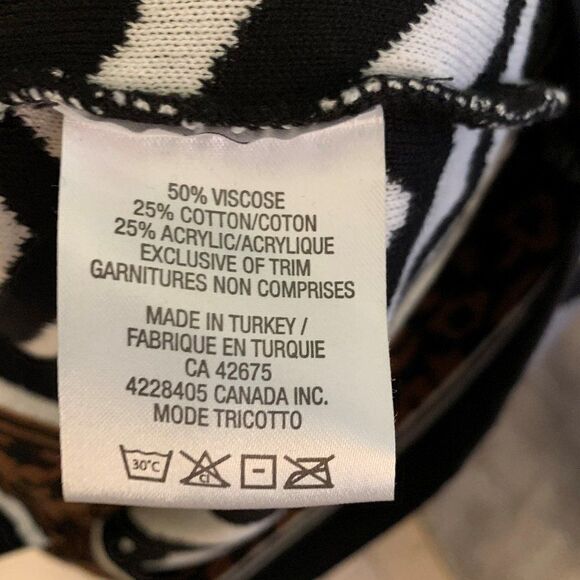 50% VISCOSE
25% COTTON/COTON
25% ACRYLIC/ACRYLIQUE
EXCLUSIVE OF TRIM
GARNITURES NON COMPRISES
MADE IN TURKEY /
FABRIQUE EN TURQUIE
CA 42675
4228405 CANADA INC.
MODE TRICOTTO
30°C cl